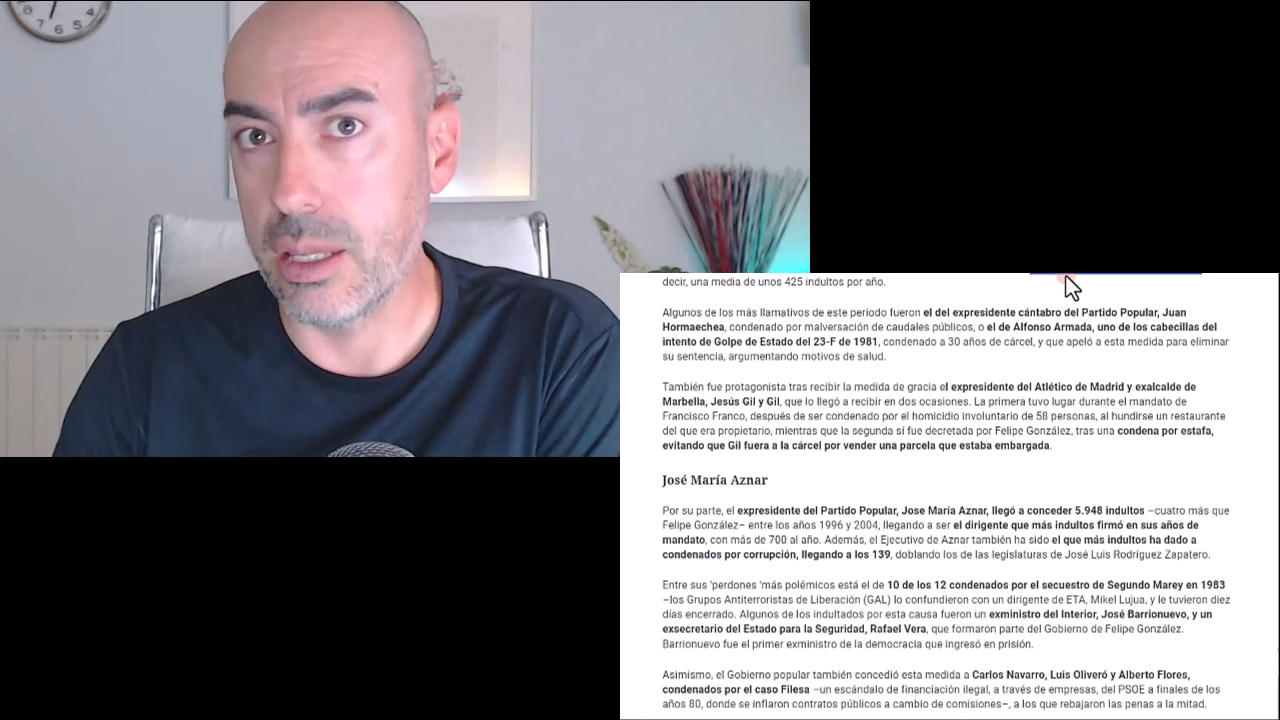 7 6 5 4
decir, una media de unos 425 indultos por año.
Algunos de los más llamativos de este periodo fueron el del expresidente cántabro del Partido Popular, Juan
Hormaechea, condenado por malversación de caudales públicos, o el de Alfonso Armada, uno de los cabecillas del
intento de Golpe de Estado del 23-F de 1981, condenado a 30 años de cárcel, y que apeló a esta medida para eliminar
su sentencia, argumentando motivos de salud.
También fue protagonista tras recibir la medida de gracia el expresidente del Atlético de Madrid y exalcalde de
Marbella, Jesús Gil y Gil, que lo llegó a recibir en dos ocasiones. La primera tuvo lugar durante el mandato de
Francisco Franco, después de ser condenado por el homicidio involuntario de 58 personas, al hundirse un restaurante
del que era propietario, mientras que la segunda sí fue decretada por Felipe González, tras una condena por estafa,
evitando que Gil fuera a la cárcel por vender una parcela que estaba embargada.
José María Aznar
Por su parte, el expresidente del Partido Popular, Jose María Aznar, llegó a conceder 5.948 indultos –cuatro más que
Felipe González– entre los años 1996 y 2004, llegando a ser el dirigente que más indultos firmó en sus años de
mandato, con más de 700 al año. Además, el Ejecutivo de Aznar también ha sido el que más indultos ha dado a
condenados por corrupción, llegando a los 139, doblando los de las legislaturas de José Luis Rodríguez Zapatero.
Entre sus 'perdones 'más polémicos está el de 10 de los 12 condenados por el secuestro de Segundo Marey en 1983
–los Grupos Antiterroristas de Liberación (GAL) lo confundieron con un dirigente de ETA, Mikel Lujua, y le tuvieron diez
días encerrado. Algunos de los indultados por esta causa fueron un exministro del Interior, José Barrionuevo, y un
exsecretario del Estado para la Seguridad, Rafael Vera, que formaron parte del Gobierno de Felipe González.
Barrionuevo fue el primer exministro de la democracia que ingresó en prisión.
Asimismo, el Gobierno popular también concedió esta medida a Carlos Navarro, Luis Oliveró y Alberto Flores,
condenados por el caso Filesa –un escándalo de financiación ilegal, a través de empresas, del PSOE a finales de los
años 80, donde se inflaron contratos públicos a cambio de comisiones–, a los que rebajaron las penas a la mitad.